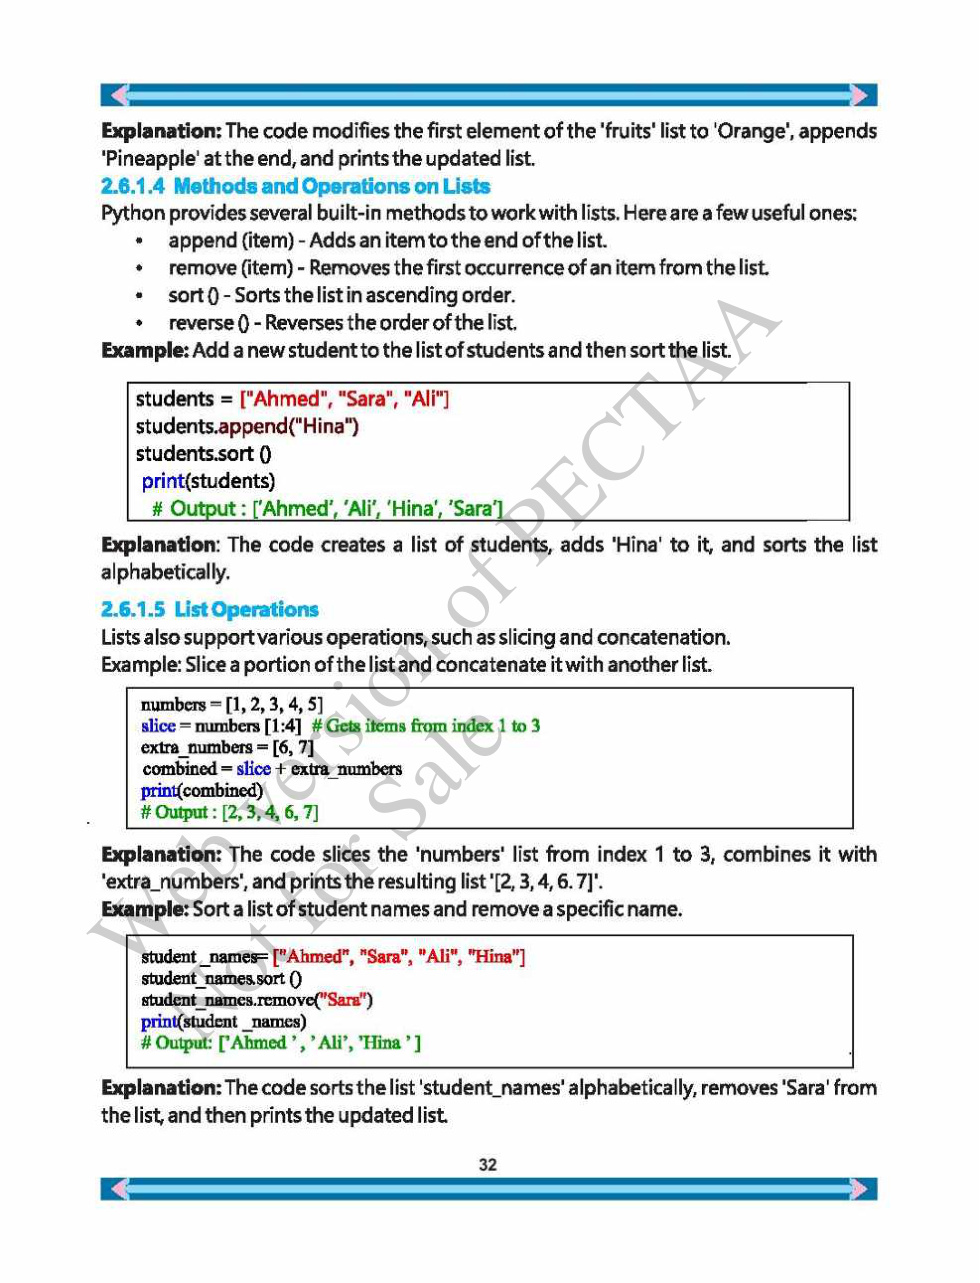 Explanation: The code modifies the first element of the 'fruits' list to 'Orange', appends
'Pineapple' at the end, and prints the updated list.
2.6.1.4 Methods and Operations on Lists
Python provides several built-in methods to work with lists. Here are a few useful ones:
• append (item) - Adds an item to the end of the list.
• remove (item) - Removes the first occurrence of an item from the list.
• sort () - Sorts the list in ascending order.
• reverse () - Reverses the order of the list.
Example: Add a new student to the list of students and then sort the list.
students = ["Ahmed", "Sara", "Ali"]
students.append("Hina")
students.sort ()
print(students)
# Output : ['Ahmed', 'Ali', 'Hina', 'Sara']
Explanation: The code creates a list of students, adds 'Hina' to it, and sorts the list
alphabetically.
2.6.1.5 List Operations
Lists also support various operations, such as slicing and concatenation.
Example: Slice a portion of the list and concatenate it with another list.
numbers = [1, 2, 3, 4, 5]
slice = numbers [1:4] # Gets items from index 1 to 3
extra_numbers = [6, 7]
combined = slice + extra_numbers
print(combined)
# Output : [2, 3, 4, 6, 7]
Explanation: The code slices the 'numbers' list from index 1 to 3, combines it with
'extra_numbers', and prints the resulting list '[2, 3, 4, 6. 7]'.
Example: Sort a list of student names and remove a specific name.
student _names= ["Ahmed", "Sara", "Ali", "Hina"]
student_names.sort ()
student_names.remove("Sara")
print(student _names)
# Output: ['Ahmed ' , ' Ali', 'Hina ' ]
Explanation: The code sorts the list 'student_names' alphabetically, removes 'Sara' from
the list, and then prints the updated list.
32
Web version of PECTAA
Not for Sale